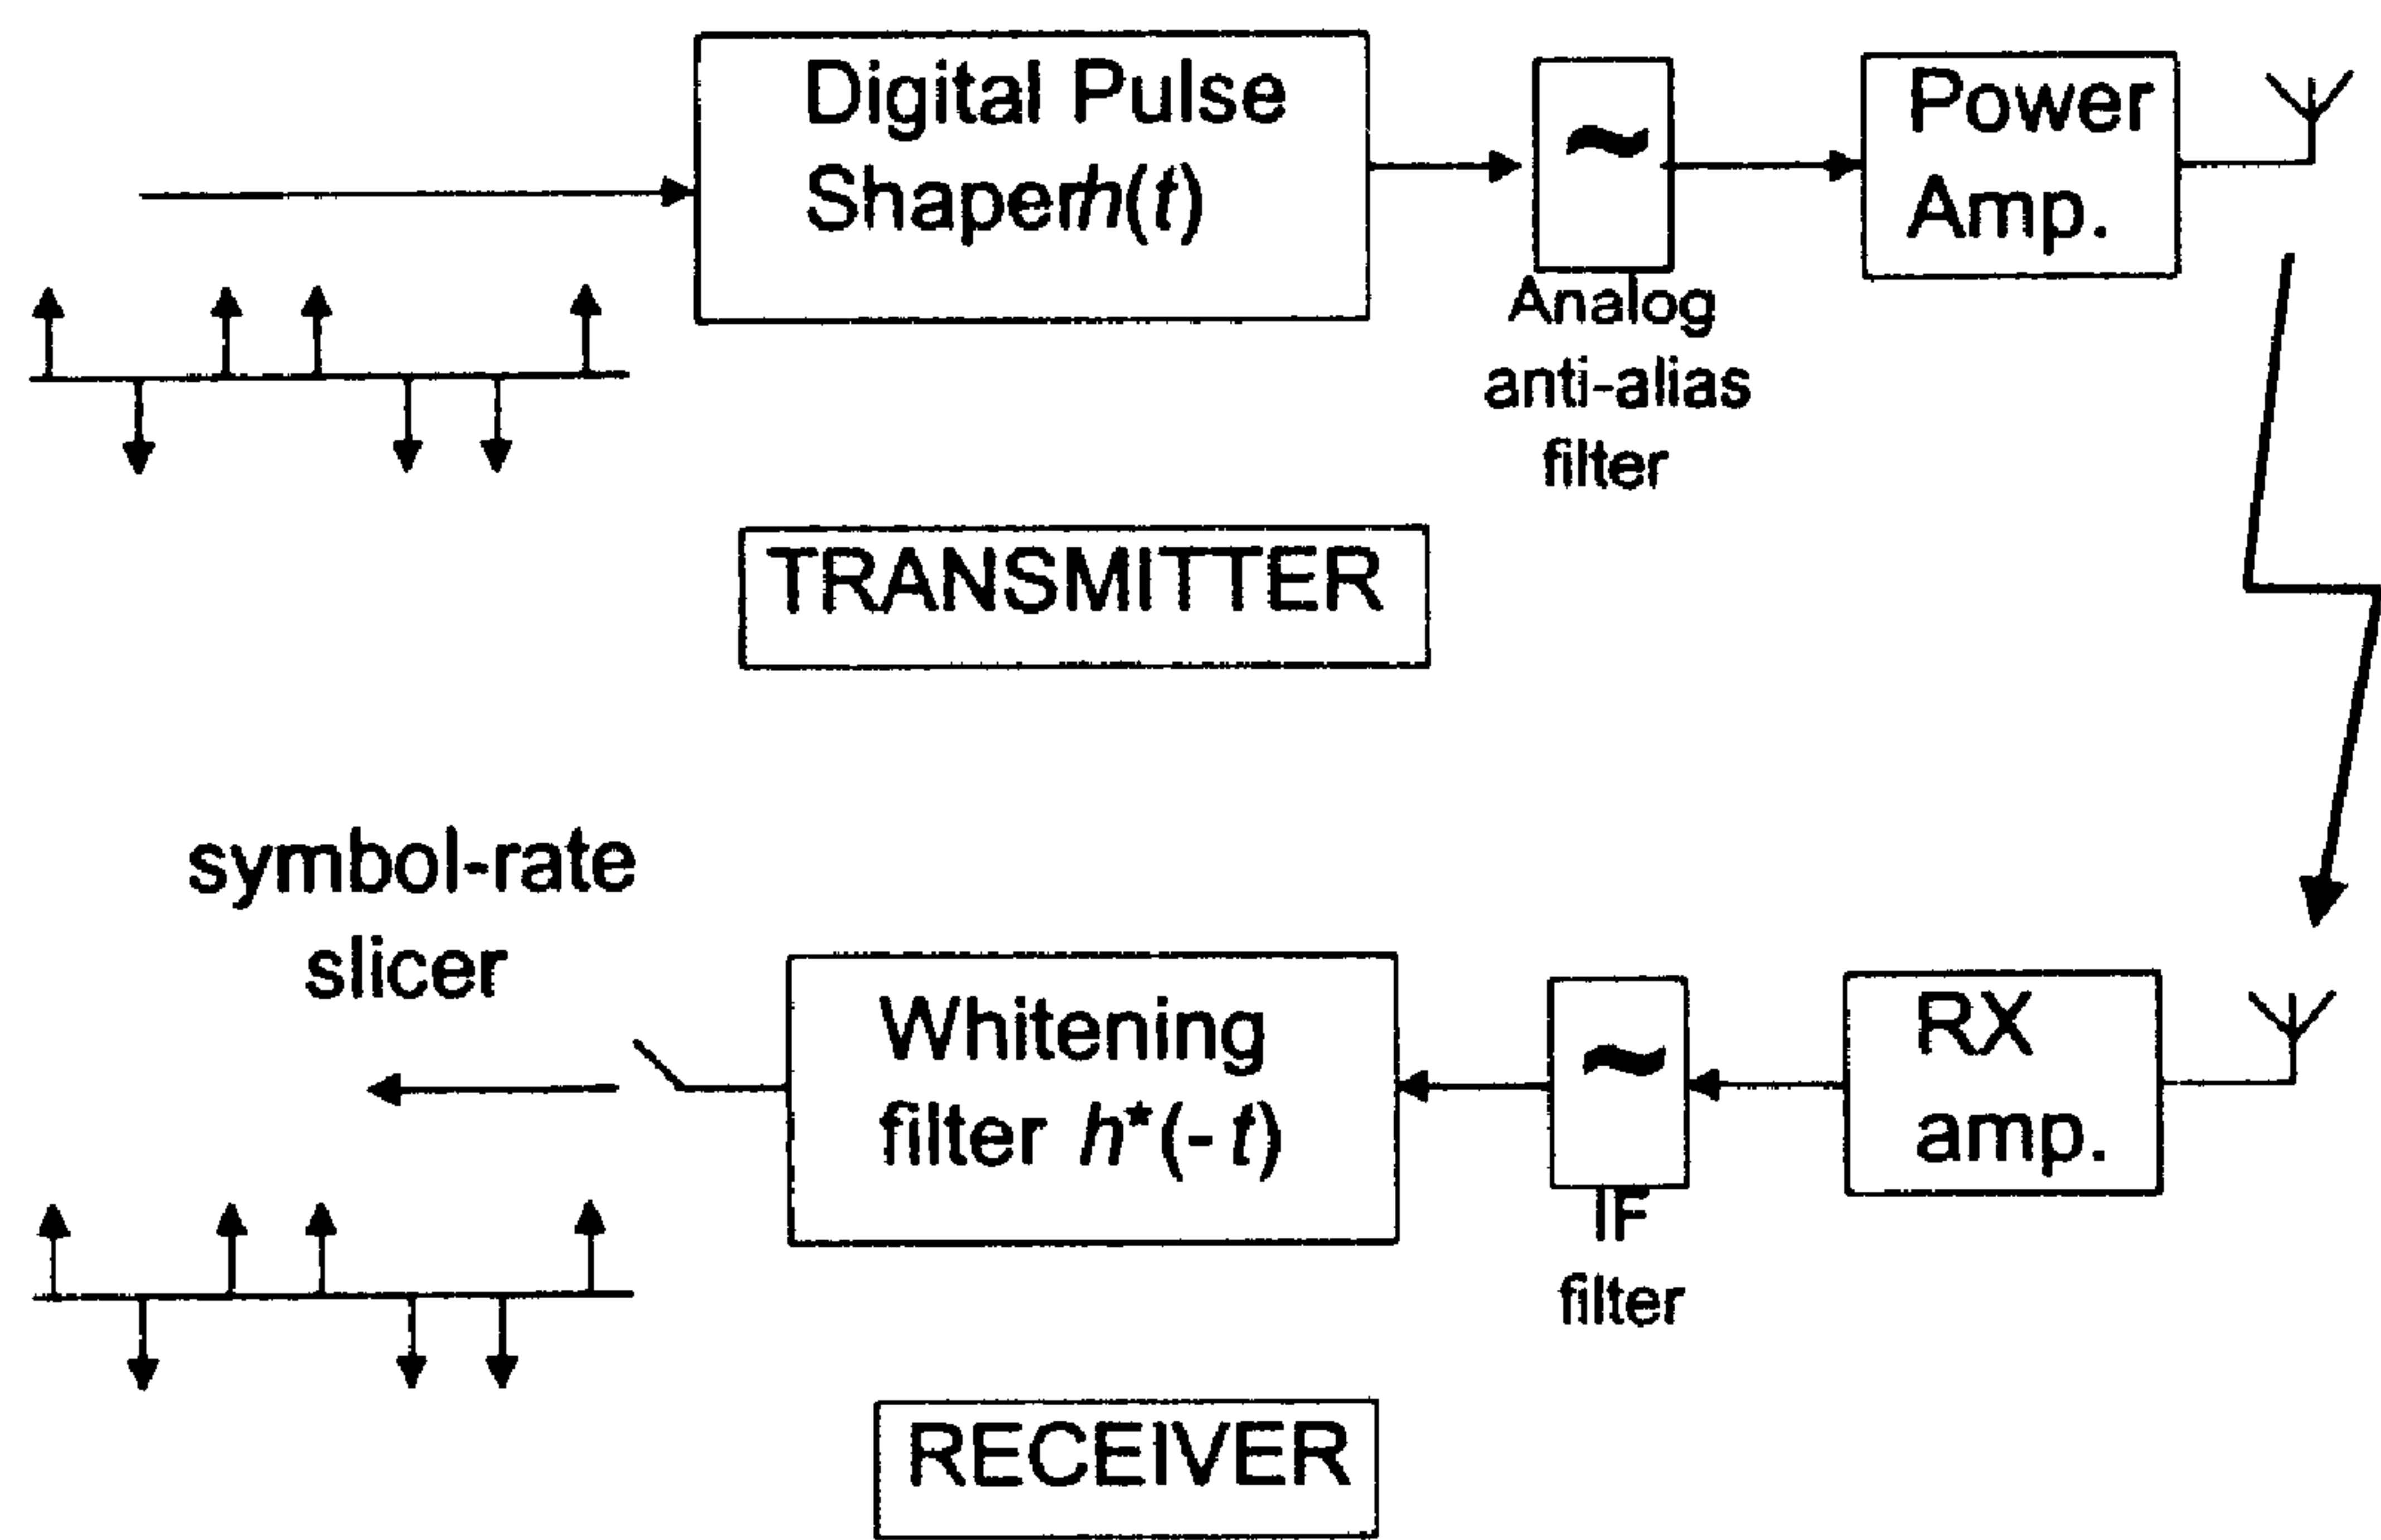 Digital Pulse
Shaper h(t)
Power
Amp.
Analog
anti-alias
filter
TRANSMITTER
symbol-rate
slicer
Whitening
filter h*(- t)
IF
filter
RX
amp.
RECEIVER